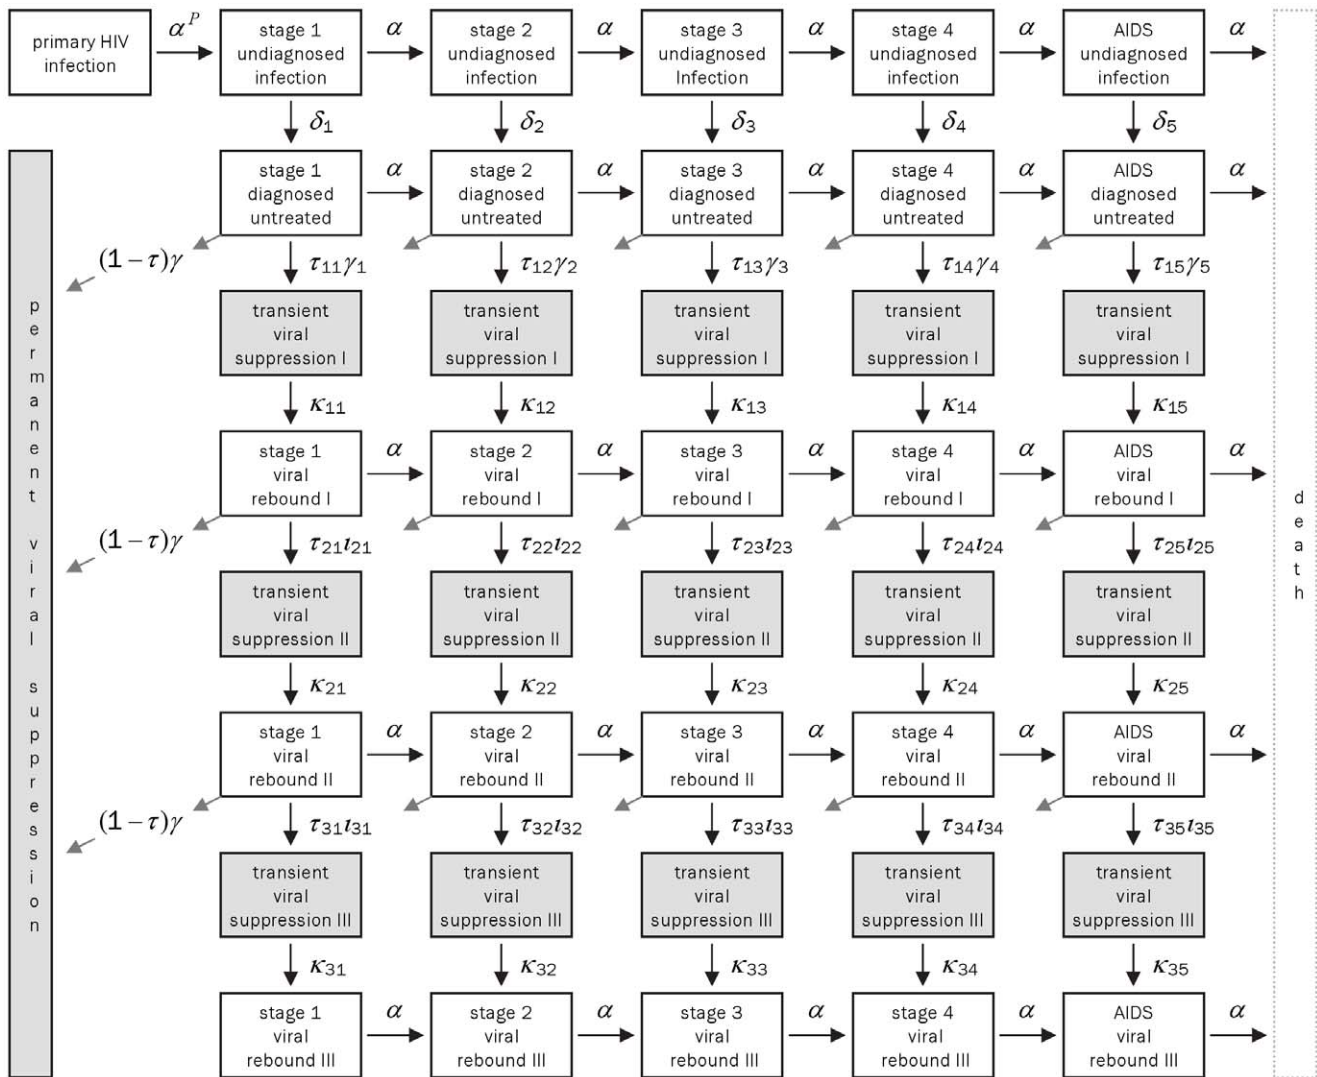 primary HIV
infection
α^P
stage 1
undiagnosed
infection
α
stage 2
undiagnosed
infection
α
stage 3
undiagnosed
Infection
α
stage 4
undiagnosed
infection
α
AIDS
undiagnosed
infection
α
δ1
δ2
δ3
δ4
δ5
stage 1
diagnosed
untreated
α
stage 2
diagnosed
untreated
α
stage 3
diagnosed
untreated
α
stage 4
diagnosed
untreated
α
AIDS
diagnosed
untreated
α
(1−τ)γ
τ11γ1
τ12γ2
τ13γ3
τ14γ4
τ15γ5
transient
viral
suppression I
transient
viral
suppression I
transient
viral
suppression I
transient
viral
suppression I
transient
viral
suppression I
κ11
κ12
κ13
κ14
κ15
stage 1
viral
rebound I
α
stage 2
viral
rebound I
α
stage 3
viral
rebound I
α
stage 4
viral
rebound I
α
AIDS
viral
rebound I
α
(1−τ)γ
τ21ι21
τ22ι22
τ23ι23
τ24ι24
τ25ι25
transient
viral
suppression II
transient
viral
suppression II
transient
viral
suppression II
transient
viral
suppression II
transient
viral
suppression II
κ21
κ22
κ23
κ24
κ25
stage 1
viral
rebound II
α
stage 2
viral
rebound II
α
stage 3
viral
rebound II
α
stage 4
viral
rebound II
α
AIDS
viral
rebound II
α
(1−τ)γ
τ31ι31
τ32ι32
τ33ι33
τ34ι34
τ35ι35
transient
viral
suppression III
transient
viral
suppression III
transient
viral
suppression III
transient
viral
suppression III
transient
viral
suppression III
κ31
κ32
κ33
κ34
κ35
stage 1
viral
rebound III
α
stage 2
viral
rebound III
α
stage 3
viral
rebound III
α
stage 4
viral
rebound III
α
AIDS
viral
rebound III
α
permanent viral suppression
death